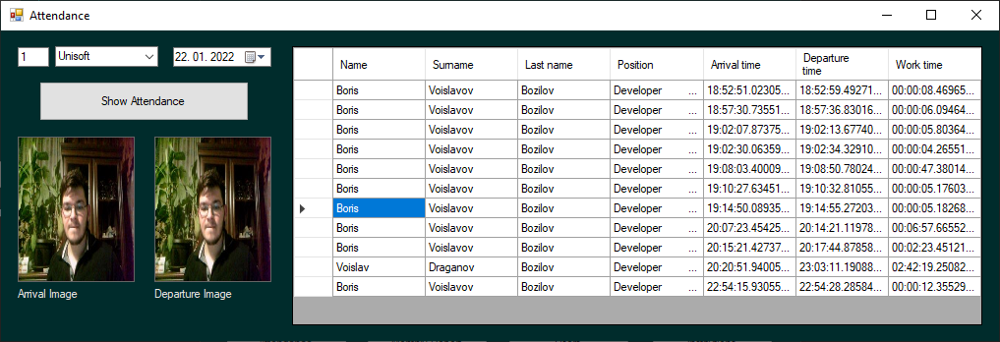 Attendance
1 Unisoft 22. 01. 2022
Show Attendance
Arrival Image Departure Image
Name Surname Last name Position Arrival time Departure time Work time
Boris Voislavov Bozilov Developer ... 18:52:51.02305... 18:52:59.49271... 00:00:08.46965...
Boris Voislavov Bozilov Developer ... 18:57:30.73551... 18:57:36.83016... 00:00:06.09464...
Boris Voislavov Bozilov Developer ... 19:02:07.87375... 19:02:13.67740... 00:00:05.80364...
Boris Voislavov Bozilov Developer ... 19:02:30.06359... 19:02:34.32910... 00:00:04.26551...
Boris Voislavov Bozilov Developer ... 19:08:03.40009... 19:08:50.78024... 00:00:47.38014...
Boris Voislavov Bozilov Developer ... 19:10:27.63451... 19:10:32.81055... 00:00:05.17603...
Boris Voislavov Bozilov Developer ... 19:14:50.08935... 19:14:55.27203... 00:00:05.18268...
Boris Voislavov Bozilov Developer ... 20:07:23.45425... 20:14:21.11978... 00:06:57.66552...
Boris Voislavov Bozilov Developer ... 20:15:21.42737... 20:17:44.87858... 00:02:23.45121...
Voislav Draganov Bozilov Developer ... 20:20:51.94005... 23:03:11.19088... 02:42:19.25082...
Boris Voislavov Bozilov Developer ... 22:54:15.93055... 22:54:28.28584... 00:00:12.35529...